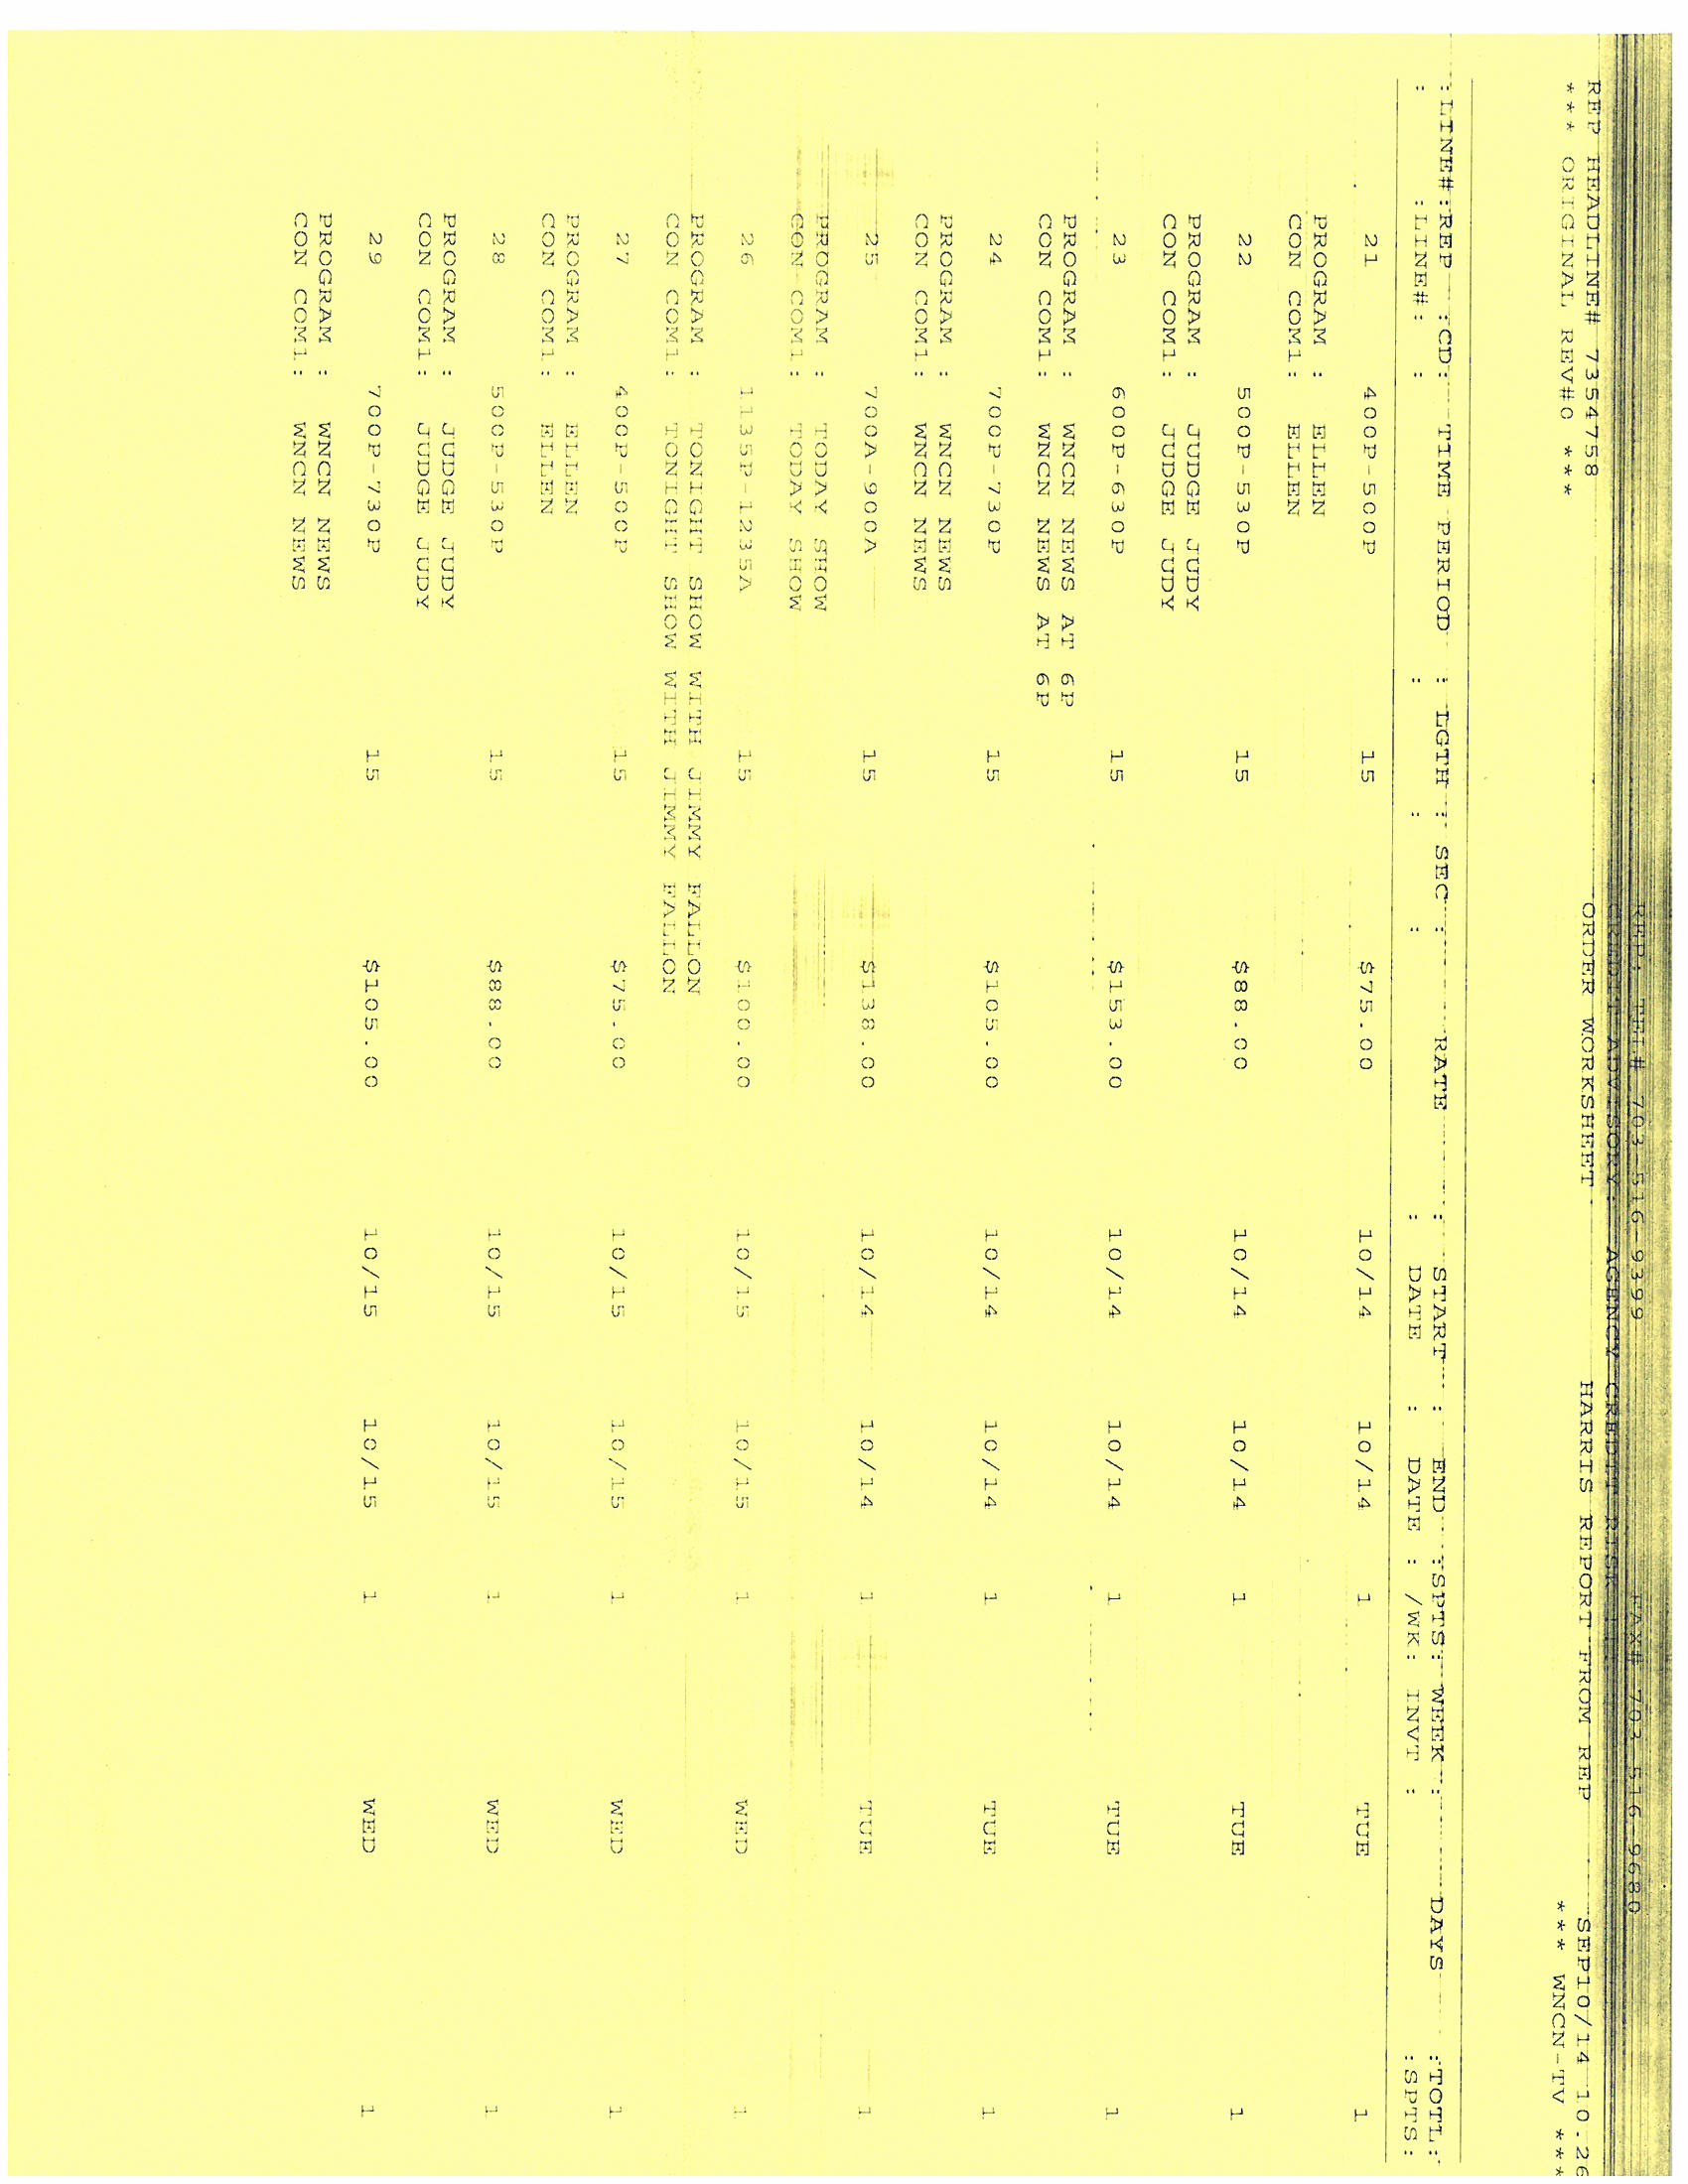 REP: TEL# 703-516-9399 FAX# 703-516-9680
CREDIT ADVISORY: AGENCY CREDIT RISK
REP HEADLINE# 7354758 ORDER WORKSHEET HARRIS REPORT FROM REP SEP10/14 10.26
*** ORIGINAL REV#0 *** *** WNCN-TV ***
:LINE#:REP :CD: TIME PERIOD : LGTH : SEC : RATE : START : END :SPTS: WEEK : DAYS :TOTL:
: :LINE#: : : : : DATE : DATE : /WK: INVT : :SPTS:
21 400P-500P 15 $75.00 10/14 10/14 1 TUE 1
PROGRAM : ELLEN
CON COM1: ELLEN
22 500P-530P 15 $88.00 10/14 10/14 1 TUE 1
PROGRAM : JUDGE JUDY
CON COM1: JUDGE JUDY
23 600P-630P 15 $153.00 10/14 10/14 1 TUE 1
PROGRAM : WNCN NEWS AT 6P
CON COM1: WNCN NEWS AT 6P
24 700P-730P 15 $105.00 10/14 10/14 1 TUE 1
PROGRAM : WNCN NEWS
CON COM1: WNCN NEWS
25 700A-900A 15 $138.00 10/14 10/14 1 TUE 1
PROGRAM : TODAY SHOW
CON COM1: TODAY SHOW
26 1135P-1235A 15 $100.00 10/15 10/15 1 WED 1
PROGRAM : TONIGHT SHOW WITH JIMMY FALLON
CON COM1: TONIGHT SHOW WITH JIMMY FALLON
27 400P-500P 15 $75.00 10/15 10/15 1 WED 1
PROGRAM : ELLEN
CON COM1: ELLEN
28 500P-530P 15 $88.00 10/15 10/15 1 WED 1
PROGRAM : JUDGE JUDY
CON COM1: JUDGE JUDY
29 700P-730P 15 $105.00 10/15 10/15 1 WED 1
PROGRAM : WNCN NEWS
CON COM1: WNCN NEWS